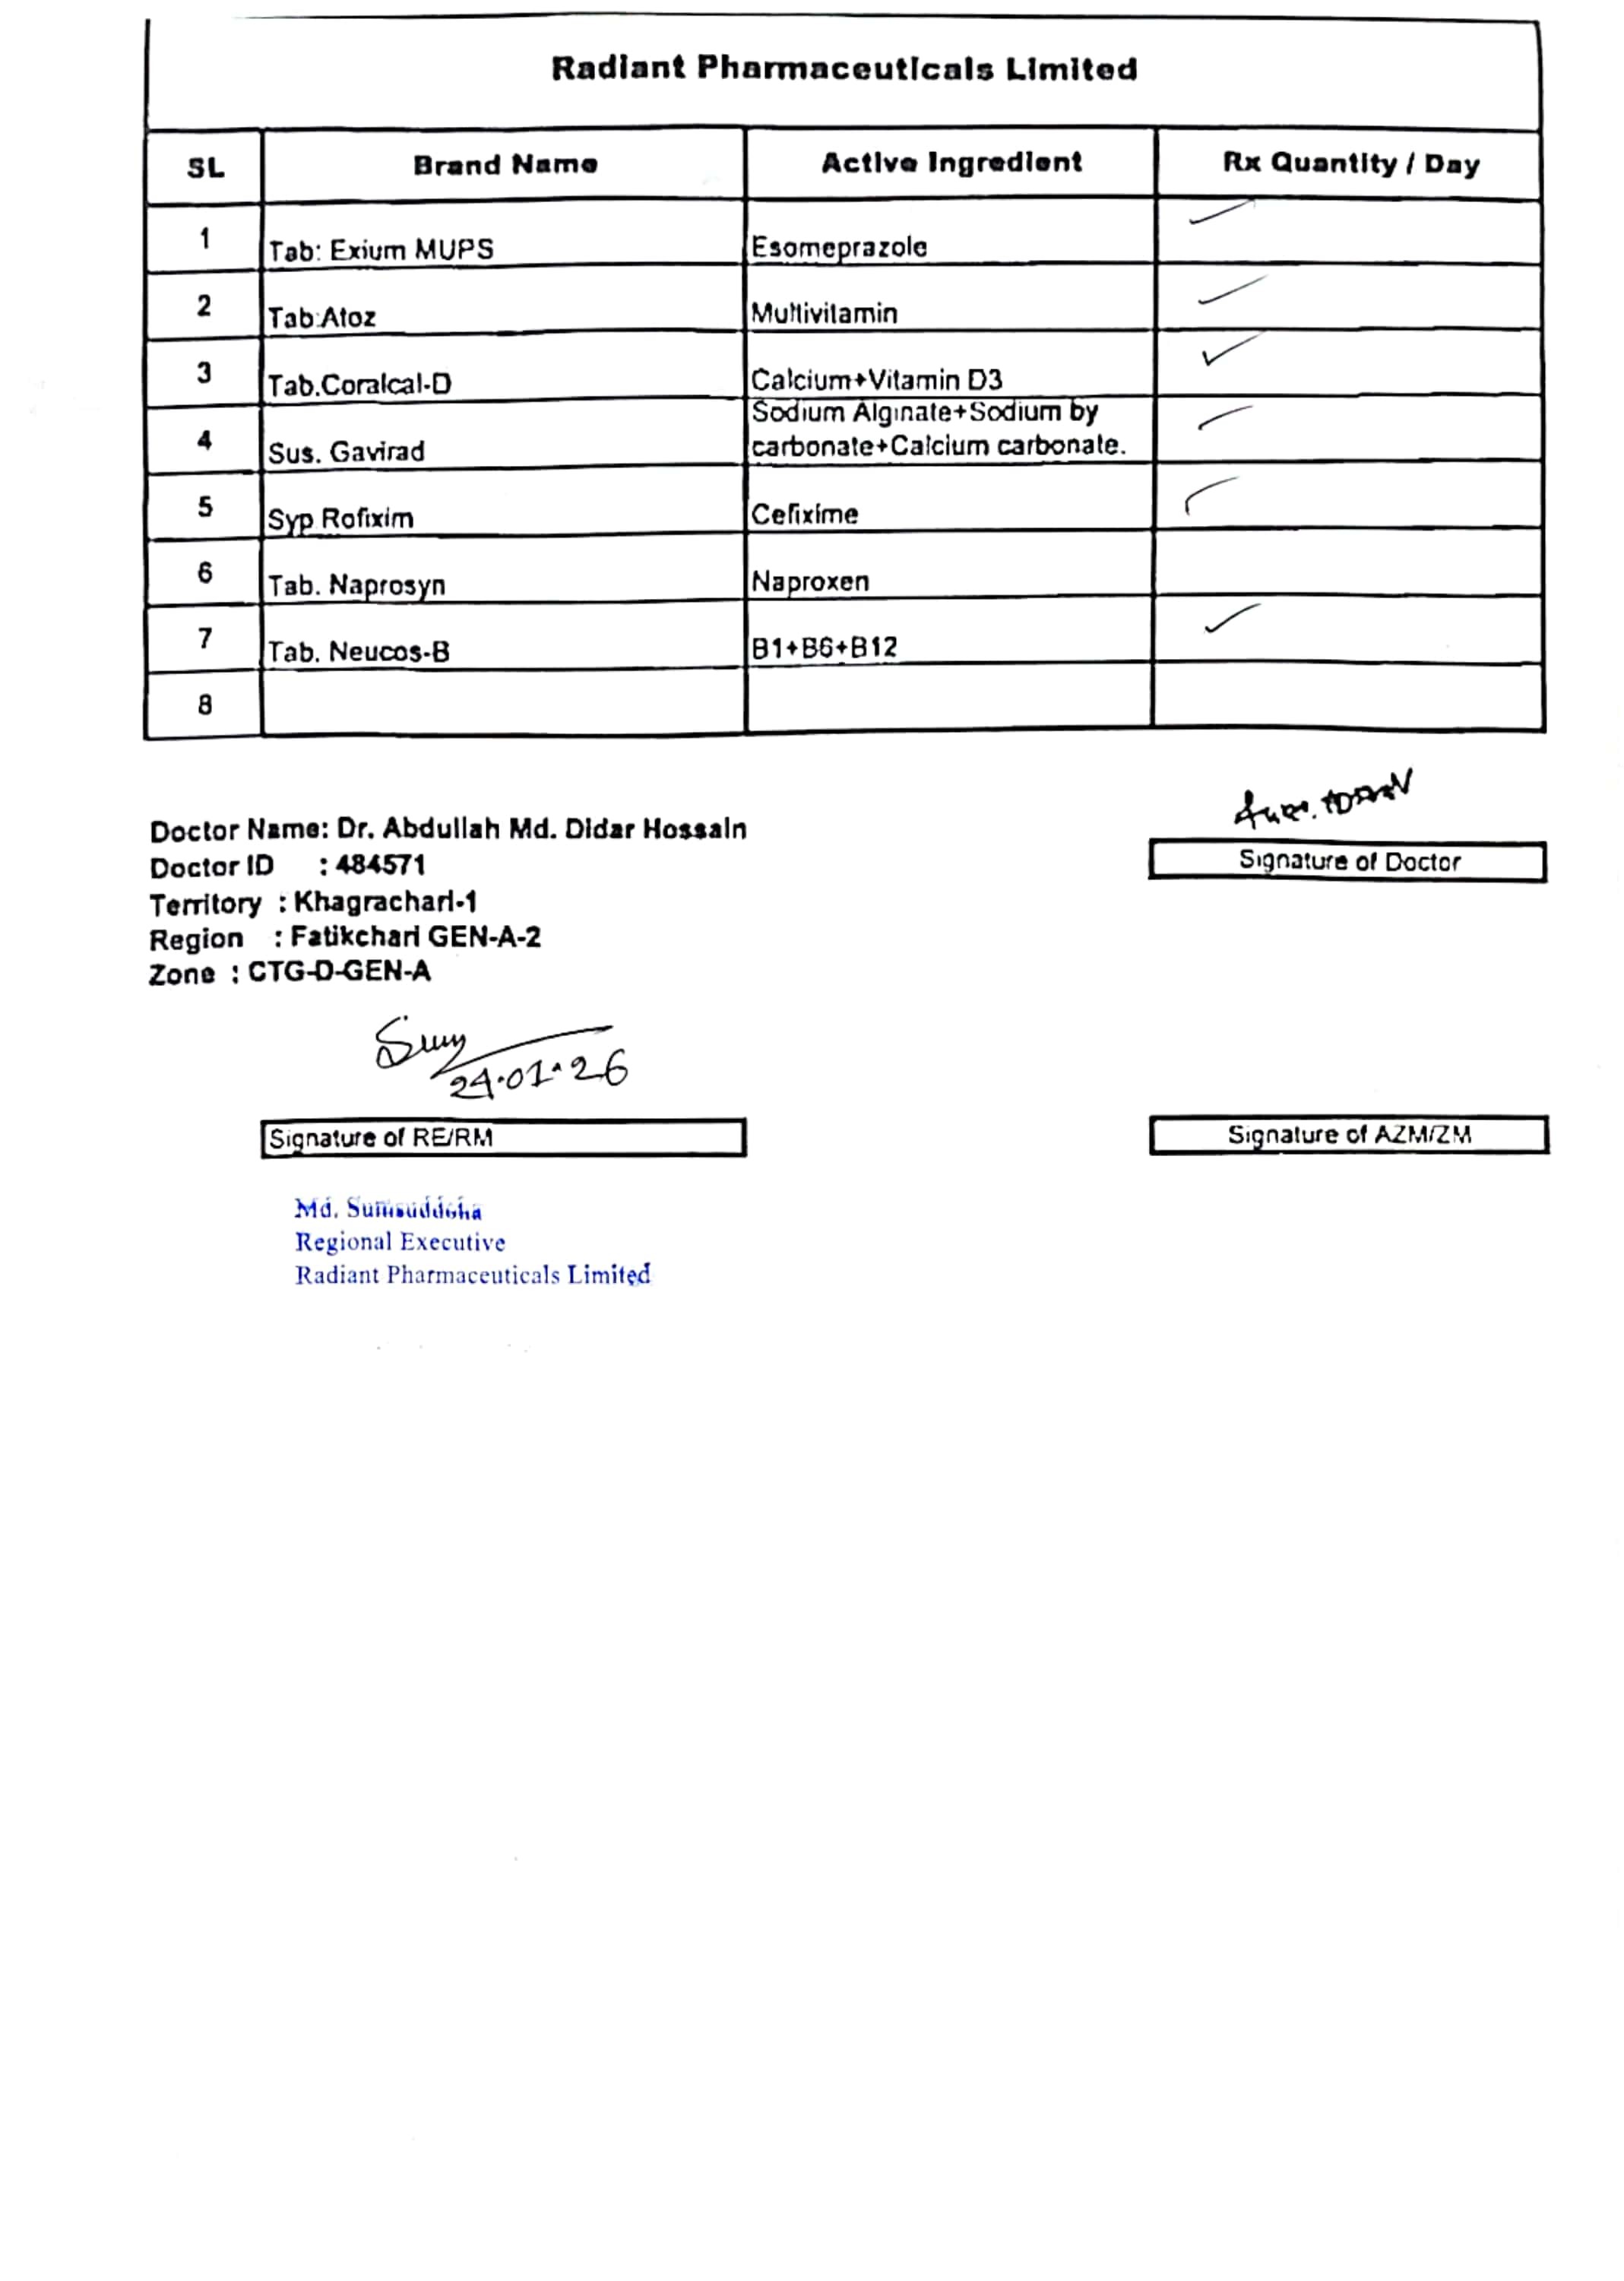 Radiant Pharmaceuticals Limited
SL Brand Name Active Ingredient Rx Quantity / Day
1 Tab: Exium MUPS Esomeprazole
2 Tab:Atoz Multivitamin
3 Tab.Coralcal-D Calcium+Vitamin D3
4 Sus. Gavirad Sodium Alginate+Sodium by
carbonate+Calcium carbonate.
5 Syp Rofixim Cefixime
6 Tab. Naprosyn Naproxen
7 Tab. Neucos-B B1+B6+B12
8
Doctor Name: Dr. Abdullah Md. Didar Hossain
Signature of Doctor
Doctor ID : 484571
Territory : Khagrachari-1
Region : Fatikchari GEN-A-2
Zone : CTG-D-GEN-A
24.01.26
Signature of RE/RM
Signature of AZM/ZM
Md. Sumsuddoha
Regional Executive
Radiant Pharmaceuticals Limited